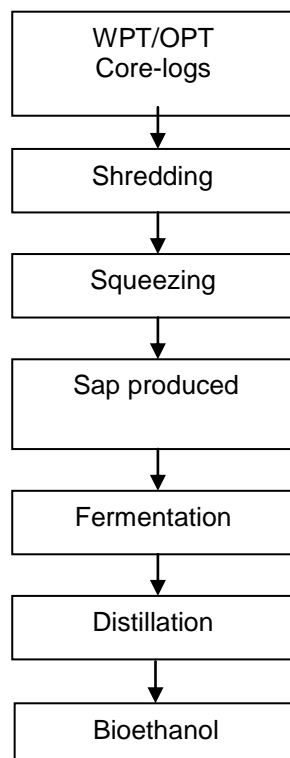 WPT/OPT
Core-logs
Shredding
Squeezing
Sap produced
Fermentation
Distillation
Bioethanol